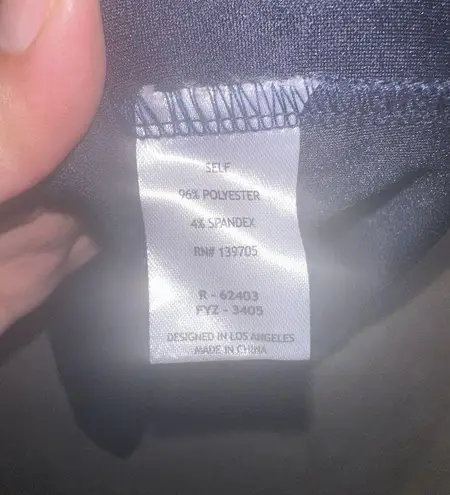 SELF
96% POLYESTER
4% SPANDEX
RN# 139705
R - 62403
FYZ - 3405
DESIGNED IN LOS ANGELES
MADE IN CHINA